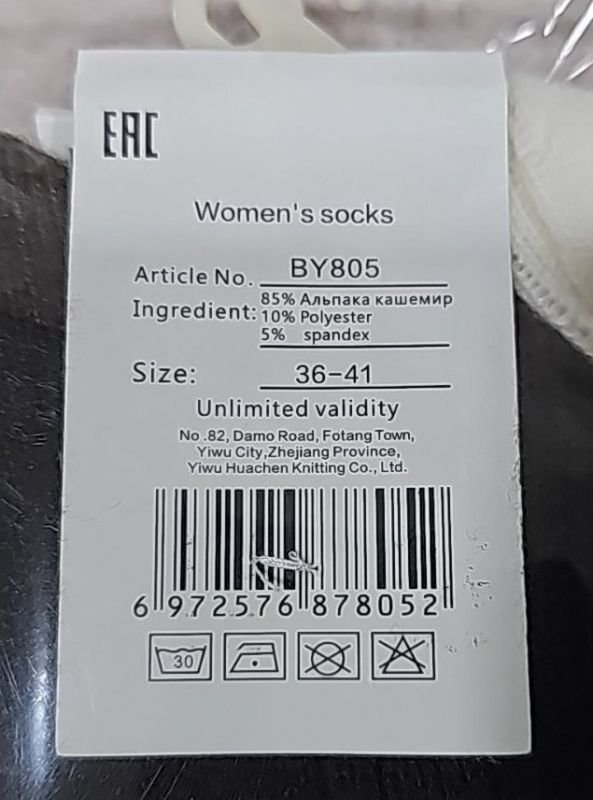 EAC
Women's socks
Article No. BY805
Ingredient: 85% Альпака кашемир
10% Polyester
5% spandex
Size: 36-41
Unlimited validity
No .82, Damo Road, Fotang Town,
Yiwu City,Zhejiang Province,
Yiwu Huachen Knitting Co., Ltd.
6 972576 878052
30